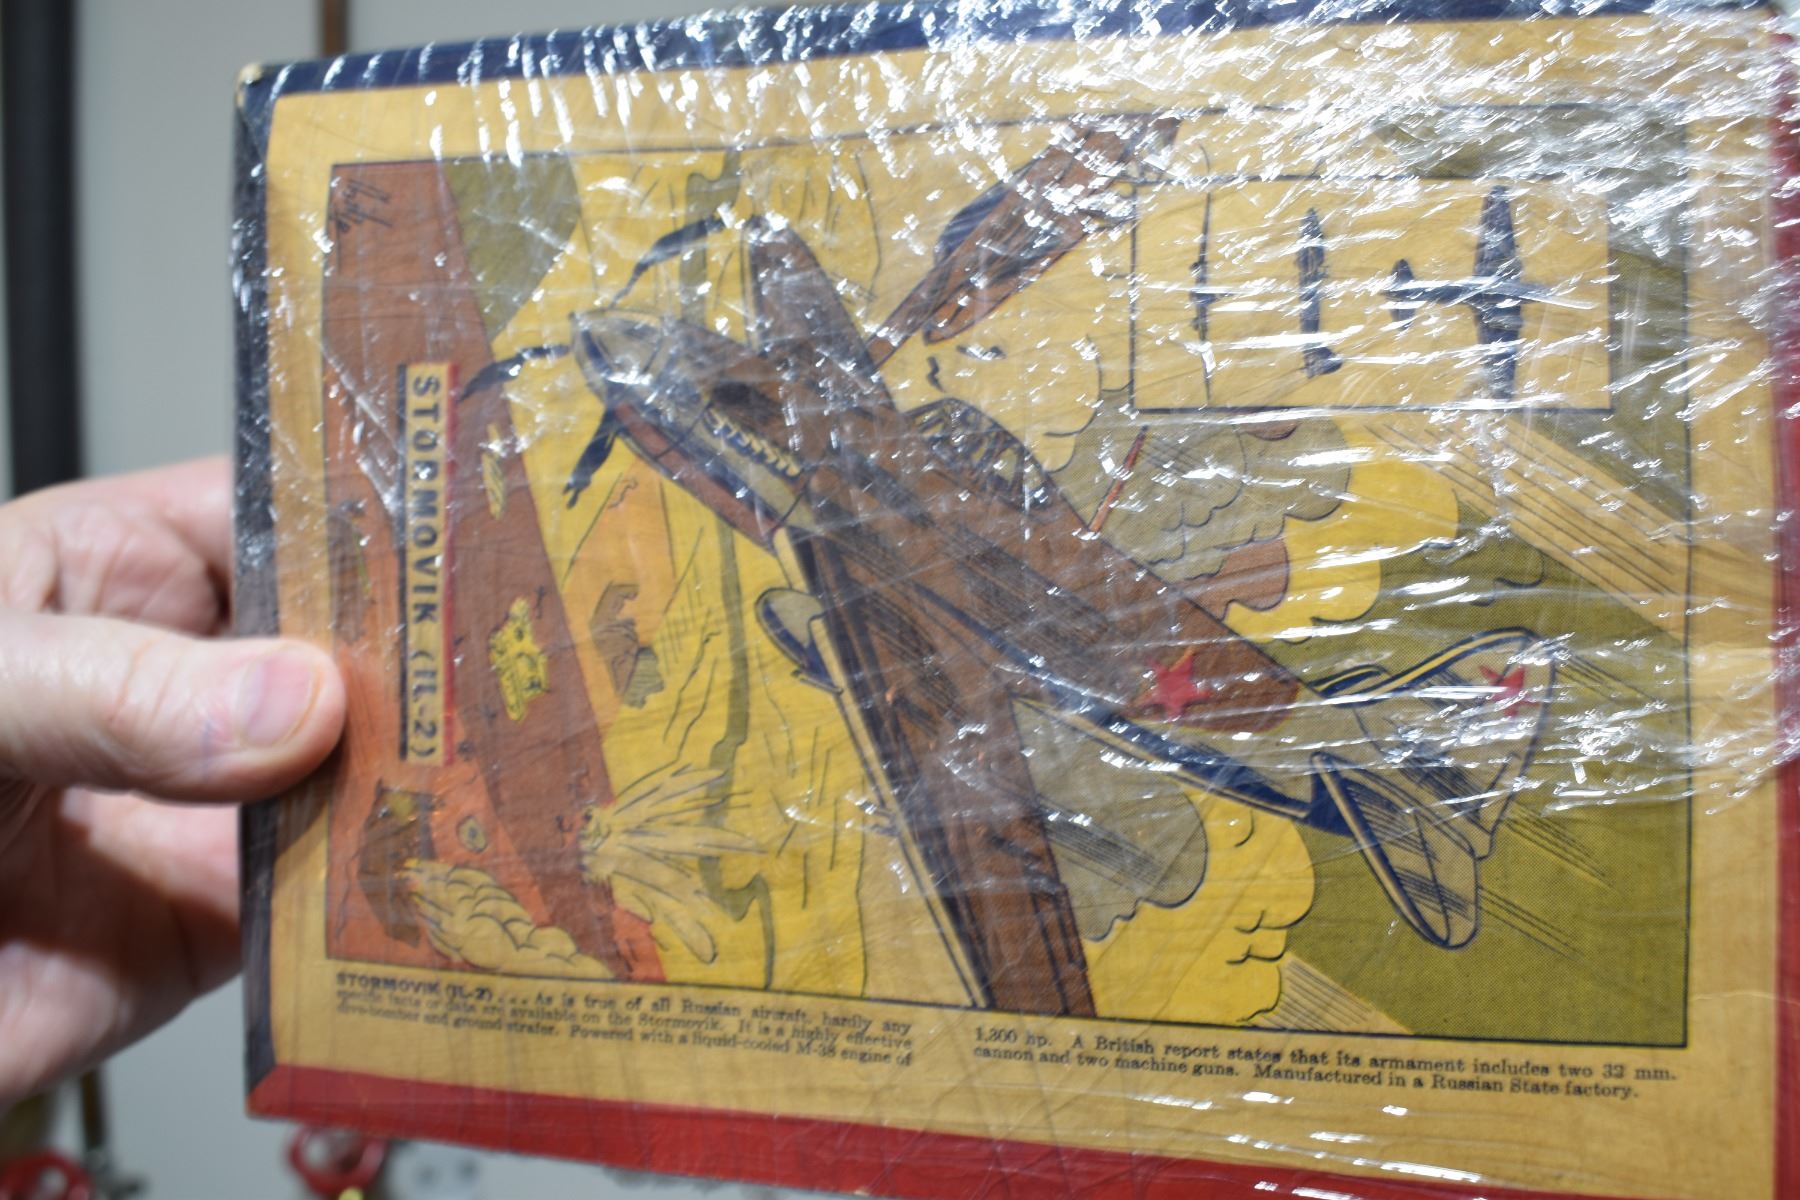 STORMOVIK (IL-2)
STORMOVIK (IL-2) . . . As is true of all Russian aircraft, hardly any
specific facts or data are available on the Stormovik. It is a highly effective
dive-bomber and ground strafer. Powered with a liquid-cooled M-38 engine of
1,300 hp. A British report states that its armament includes two 32 mm.
cannon and two machine guns. Manufactured in a Russian State factory.